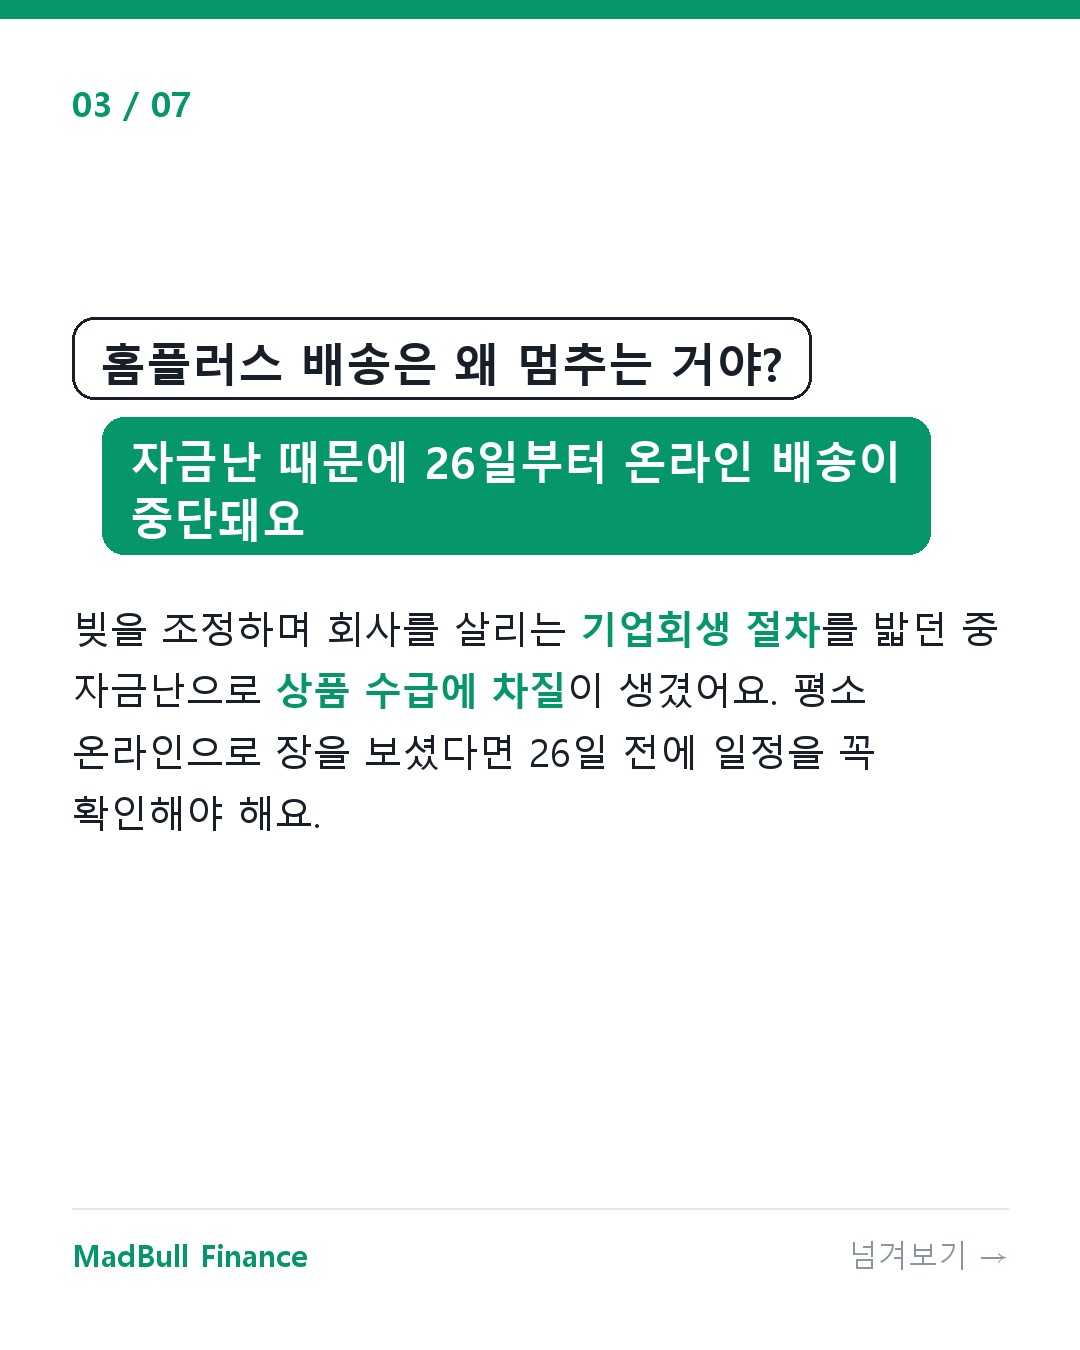 03 / 07
홈플러스 배송은 왜 멈추는 거야?
자금난 때문에 26일부터 온라인 배송이
중단돼요
빚을 조정하며 회사를 살리는 기업회생 절차를 밟던 중
자금난으로 상품 수급에 차질이 생겼어요. 평소
온라인으로 장을 보셨다면 26일 전에 일정을 꼭
확인해야 해요.
MadBull Finance
넘겨보기 →